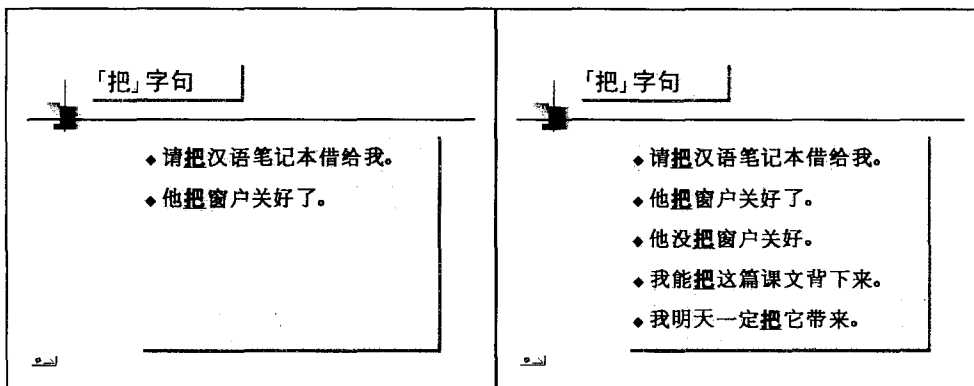 「把」字句
◆ 请把汉语笔记本借给我。
◆ 他把窗户关好了。
「把」字句
◆ 请把汉语笔记本借给我。
◆ 他把窗户关好了。
◆ 他没把窗户关好。
◆ 我能把这篇课文背下来。
◆ 我明天一定把它带来。